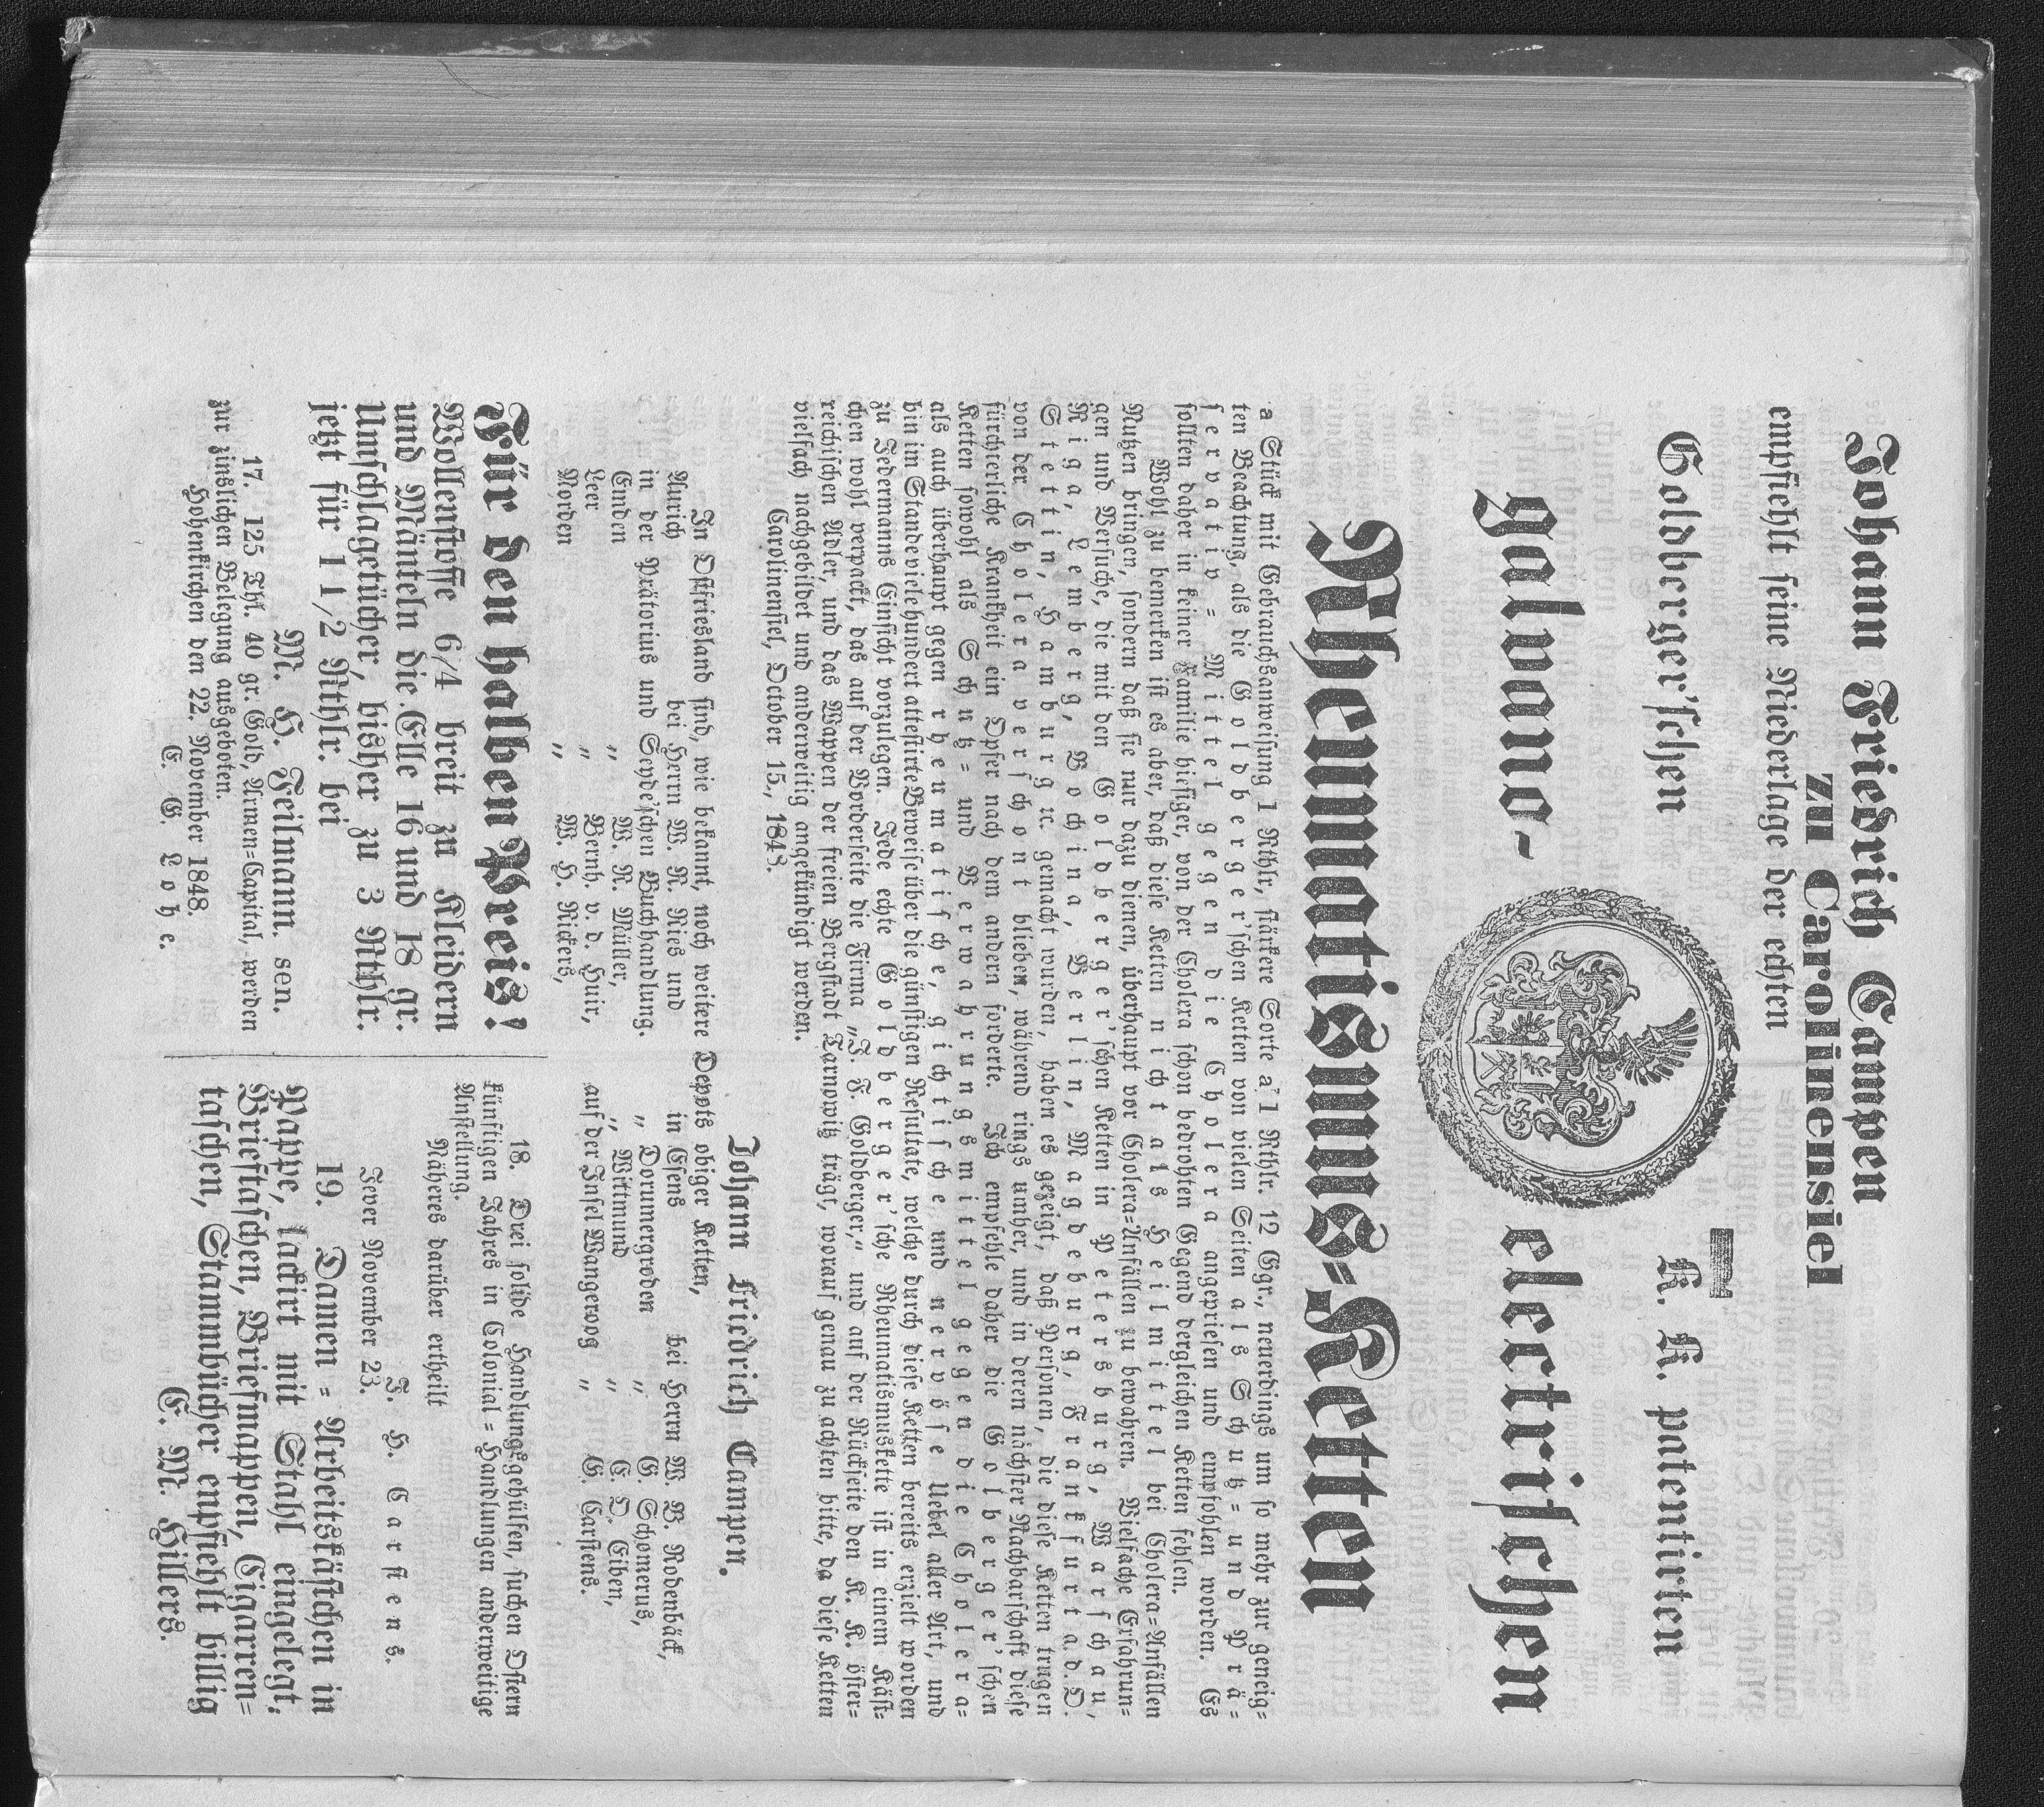 Johann Friedrich Campen
zu Carolinensiel
empfiehlt seine Niederlage der echten
Goldberger'schen
K. K. patentirten
galvano-
electrischen
Rheumatismus-Ketten
a Stück mit Gebrauchsanweisung 1 Rthlr, stärkere Sorte a 1 Rthlr. 12 Ggr., neuerdings um so mehr zur geneig-
ten Beachtung, als die Goldberger'schen Ketten von vielen Seiten als Schutz- und Prä-
servativ-Mittel gegen die Cholera angepriesen und empfohlen worden. Es
sollten daher in keiner Familie hiesiger, von der Cholera schon bedrohten Gegend dergleichen Ketten fehlen.
Wohl zu bemerken ist es aber, daß diese Ketten nicht als Heilmittel bei Cholera-Anfällen
Nutzen bringen, sondern daß sie nur dazu dienen, überhaupt vor Cholera-Anfällen zu bewahren. Vielfache Erfahrun-
gen und Versuche, die mit den Goldberger'schen Ketten in Petersburg, Warschau,
Riga, Lemberg, Bochina, Berlin, Magdeburg, Frankfurt a. d. O.
Stettin, Hamburg ꝛc. gemacht wurden, haben es gezeigt, daß Personen, die diese Ketten trugen
von der Cholera verschont blieben, während rings umher, und in deren nächster Nachbarschaft diese
fürchterliche Krankheit ein Opfer nach dem andern forderte. Ich empfehle daher die Golberger'schen
Ketten sowohl als Schutz- und Verwahrungsmittel gegen die Cholera-
als auch überhaupt gegen rheumatische, gichtische und nervöse Uebel aller Art, und
bin im Stande viele hundert attestirte Beweise über die günstigen Resultate, welche durch diese Ketten bereits erzielt worden
zu Jedermanns Einsicht vorzulegen. Jede echte Goldberger'sche Rheumatismuskette ist in einem Käst-
chen wohl verpackt, das auf der Vorderseite die Firma „J. T. Goldberger," und auf der Rückseite den K. K. öster-
reichischen Adler, und das Wappen der freien Bergstadt Tarnowitz trägt, worauf genau zu achten bitte, da diese Ketten
vielfach nachgebildet und anderweitig angekündigt werden.
Carolinensiel, October 15., 1848.
Johann Friedrich Campen.
In Ostfriesland sind, wie bekannt, noch weitere Depots obiger Ketten,
Aurich bei Herrn W. R. Ries und
in der Prätorius und Seyde'schen Buchhandlung.
Emden „ W. R. Müller,
Leer „ Bernh. v. d. Huir,
Norden „ W. H. Rickers,
in Esens bei Herrn W. B. Rodenbäck,
„ Dornumergroden „ G. Schomerus,
„ Wittmund „ C. D. Eiben,
auf der Insel Wangeroog „ G. Carstens.
Für den halben Preis!
Wollenstoffe 6/4 breit zu Kleidern
und Mänteln die Elle 16 und 18 gr.
Umschlagetücher, bisher zu 3 Rthlr.
jetzt für 1 1/2 Rthlr. bei
M. H. Feilmann. sen.
17. 125 Thl. 40 gr. Gold, Armen-Capital, werden
zur zinslichen Belegung ausgeboten.
Hohenkirchen den 22. November 1848.
C. G. Lohe.
18. Drei solide Handlungsgehülfen, suchen Ostern
künftigen Jahres in Colonial-Handlungen anderweitige
Anstellung.
Näheres darüber ertheilt
J. H. Carstens.
Jever November 23.
19. Damen-Arbeitskästchen in
Pappe, lackirt mit Stahl eingelegt,
Brieftaschen, Briefmappen, Cigarren-
taschen, Stammbücher empfiehlt billig
C. M. Hillers.